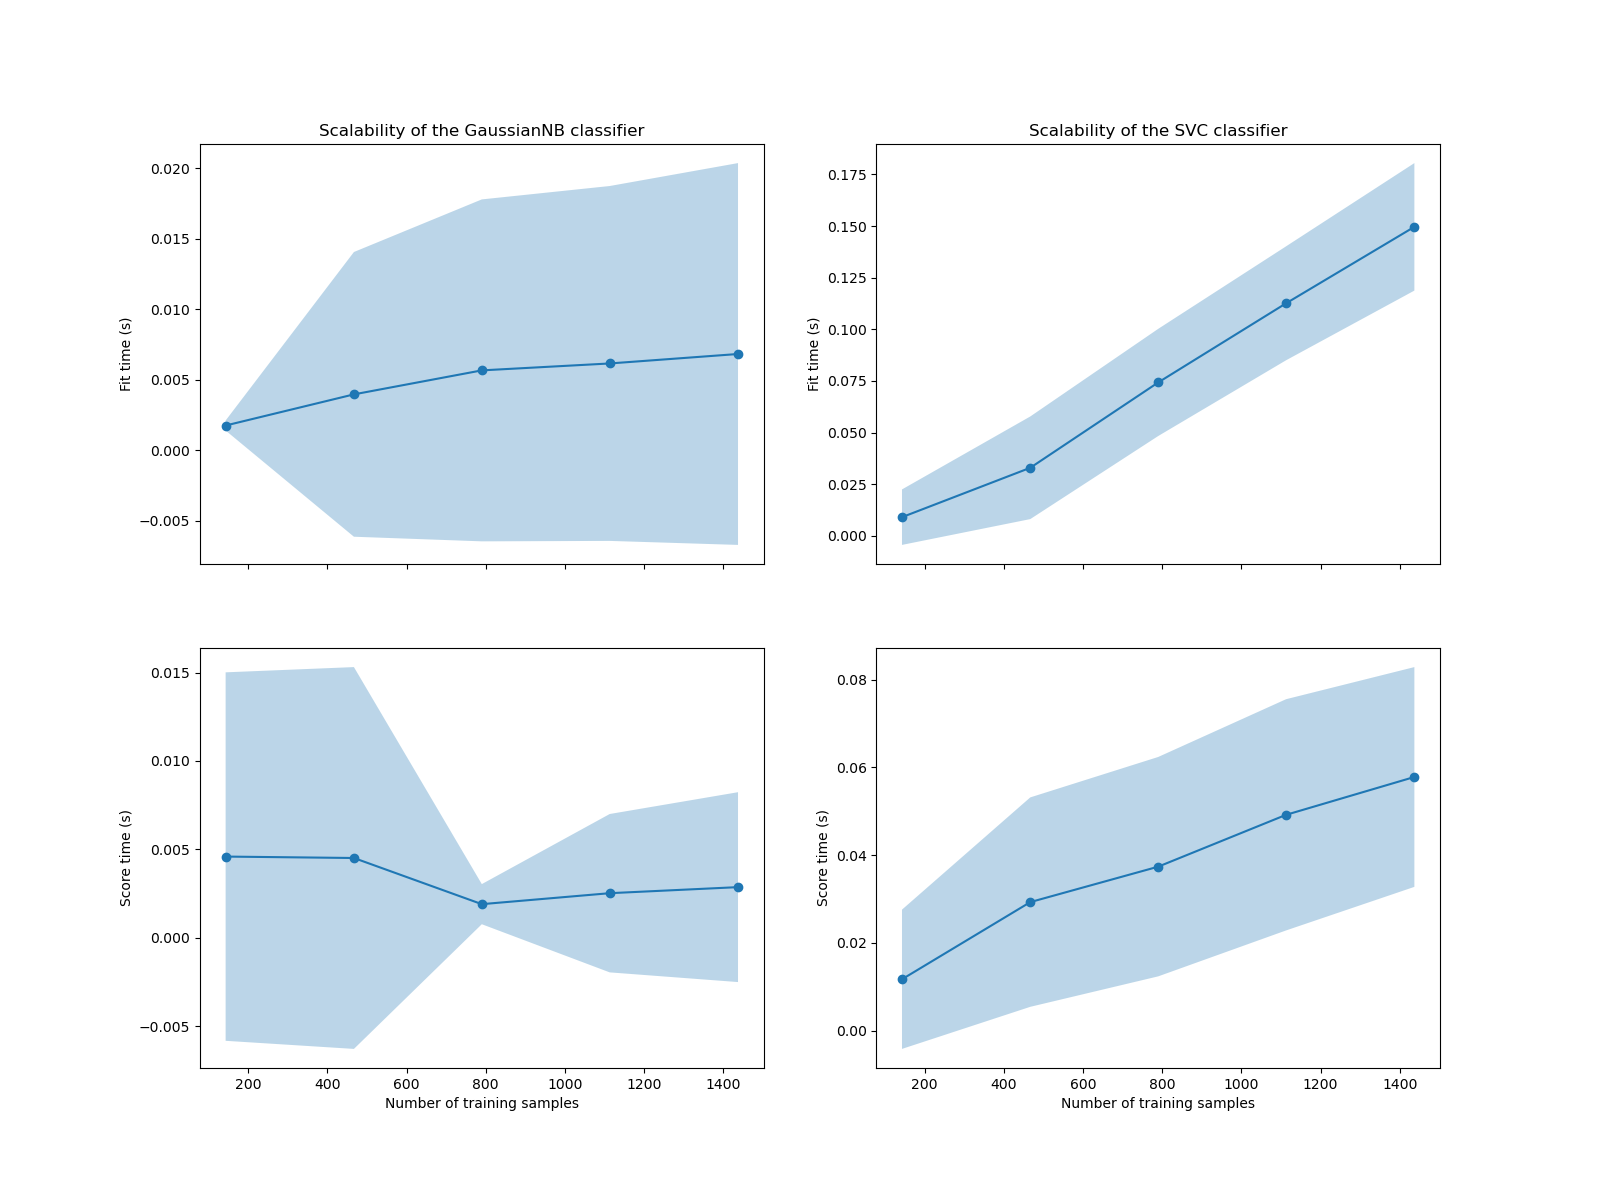 Scalability of the GaussianNB classifier
0.020
0.015
0.010
0.005
0.000
−0.005
Fit time (s)
Scalability of the SVC classifier
0.175
0.150
0.125
0.100
0.075
0.050
0.025
0.000
Fit time (s)
0.015
0.010
0.005
0.000
−0.005
Score time (s)
200 400 600 800 1000 1200 1400
Number of training samples
0.08
0.06
0.04
0.02
0.00
Score time (s)
200 400 600 800 1000 1200 1400
Number of training samples